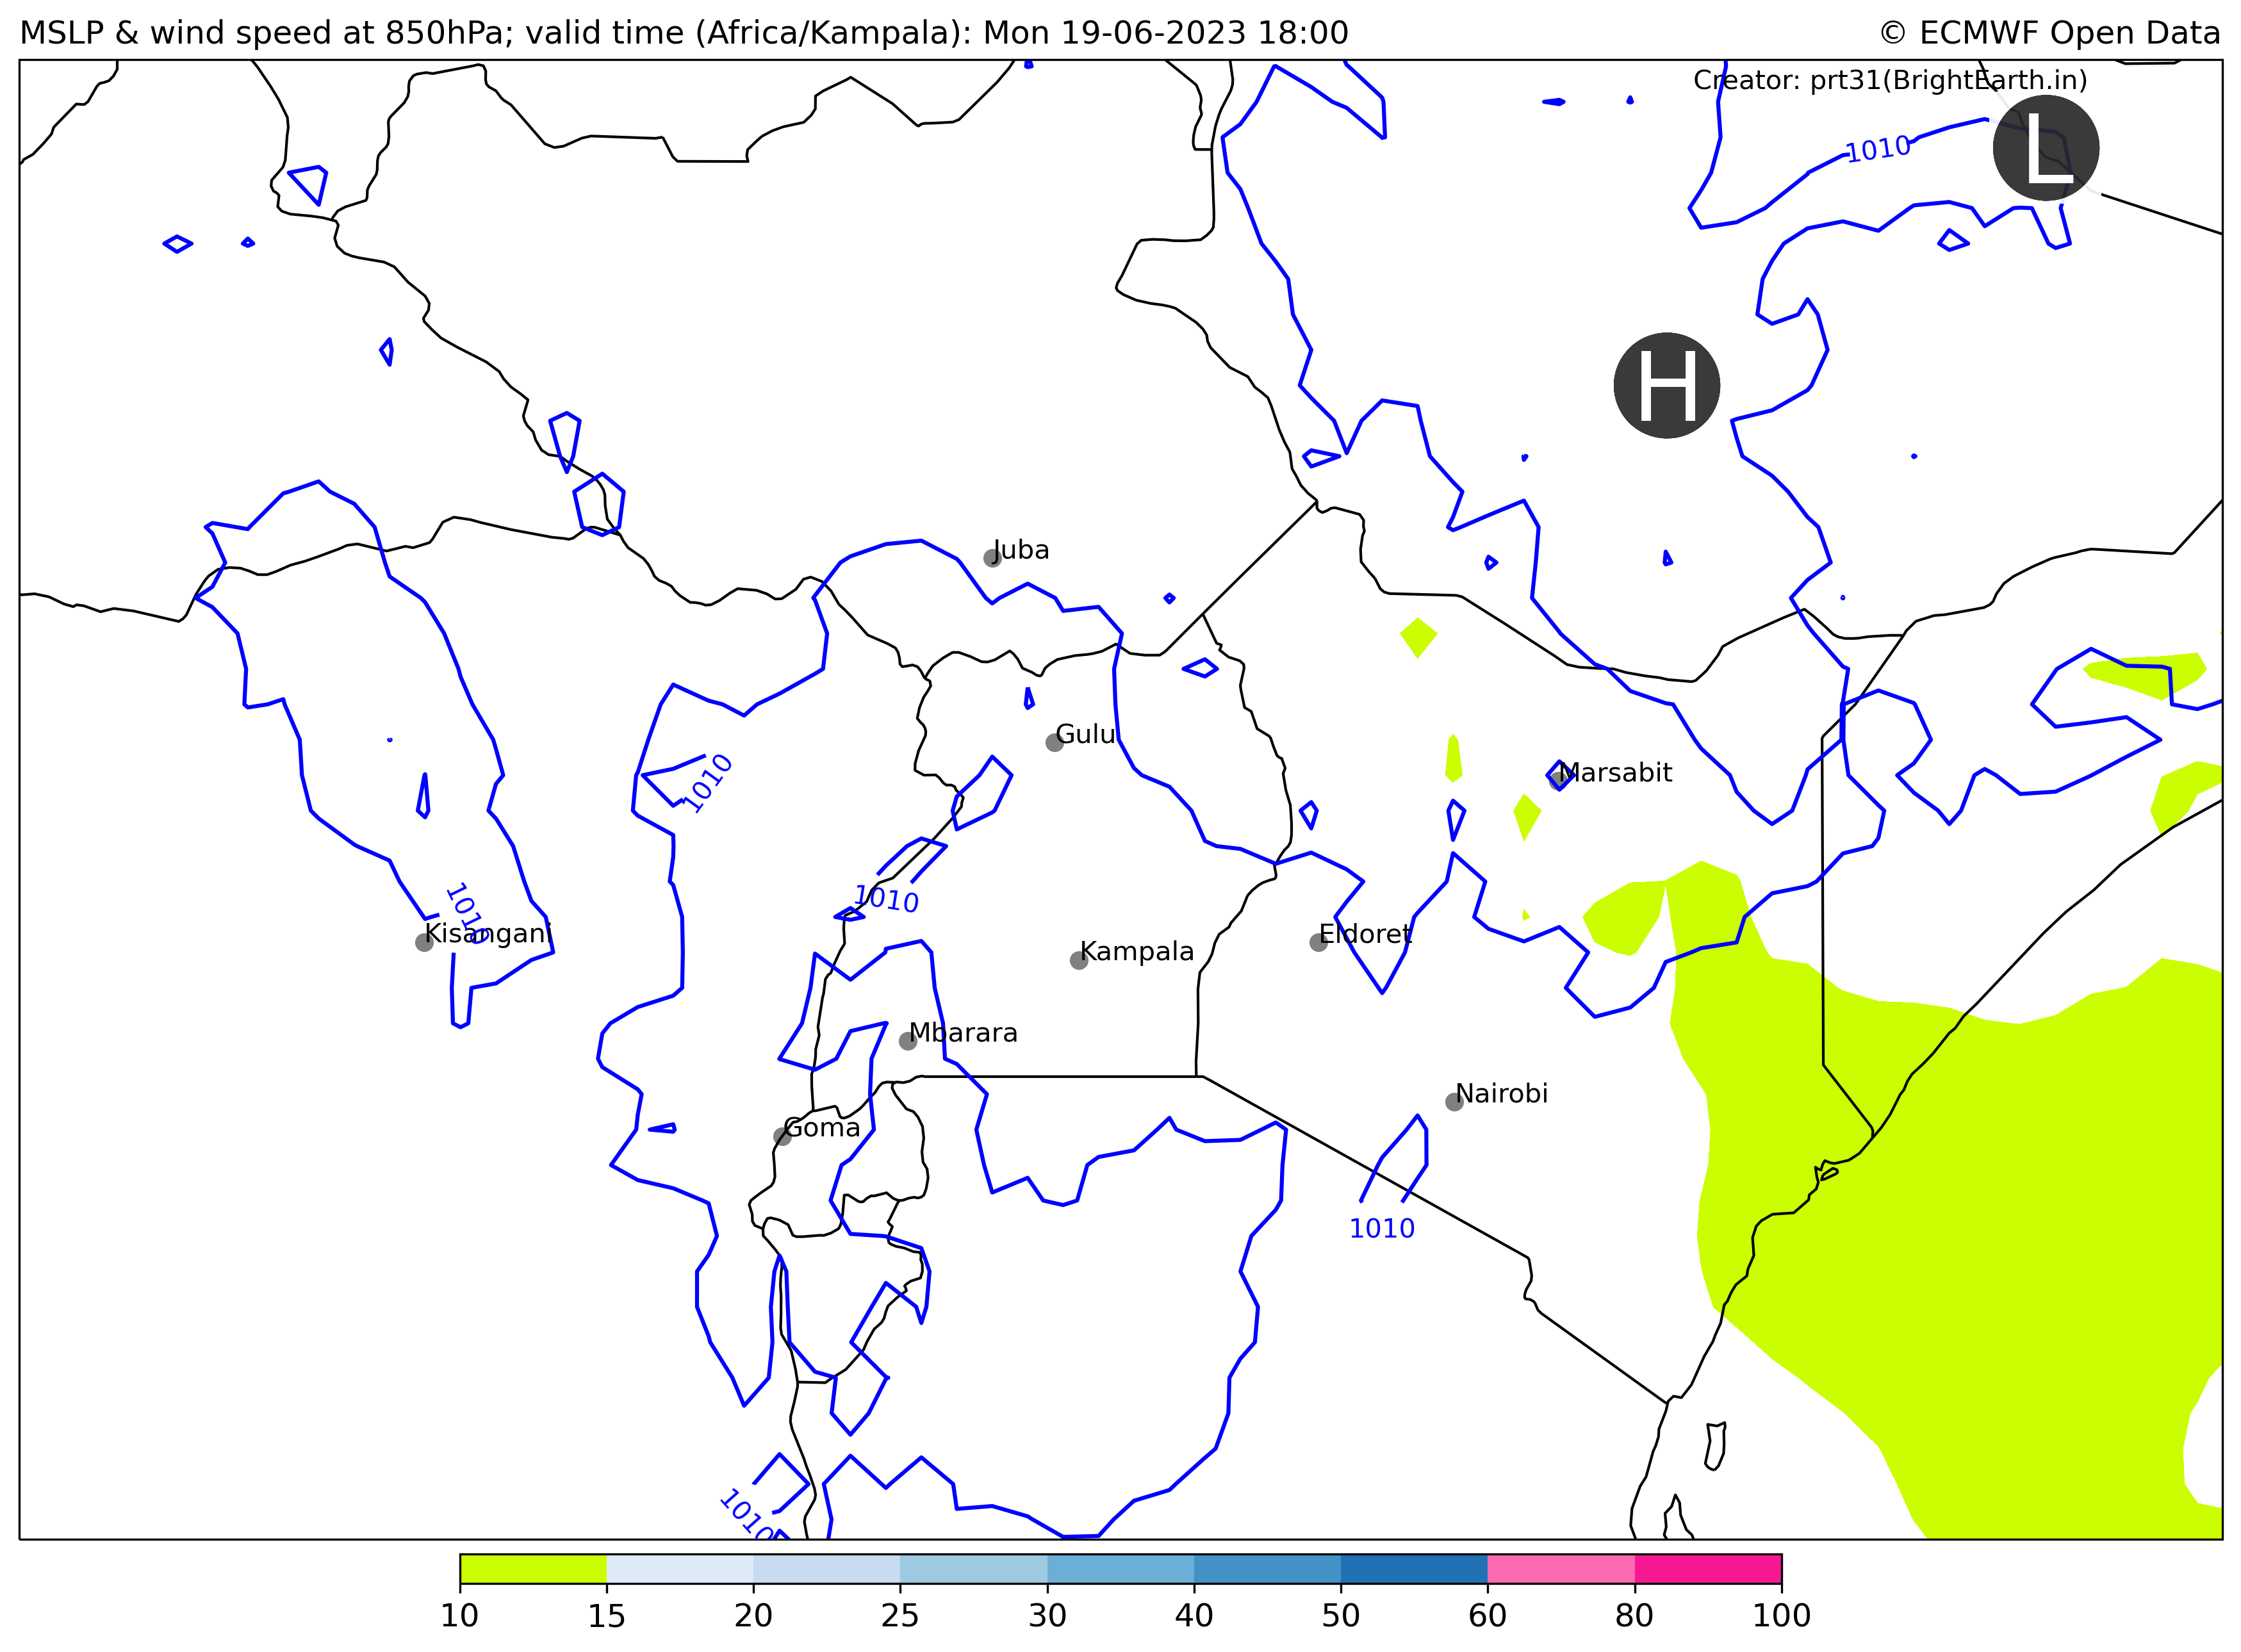 MSLP & wind speed at 850hPa; valid time (Africa/Kampala): Mon 19-06-2023 18:00
© ECMWF Open Data
Creator: prt31(BrightEarth.in)
L
1010
H
Juba
Gulu
Marsabit
1010
1010
1010
Kisangani
Eldoret
Kampala
Mbarara
Nairobi
Goma
1010
1010
10 15 20 25 30 40 50 60 80 100